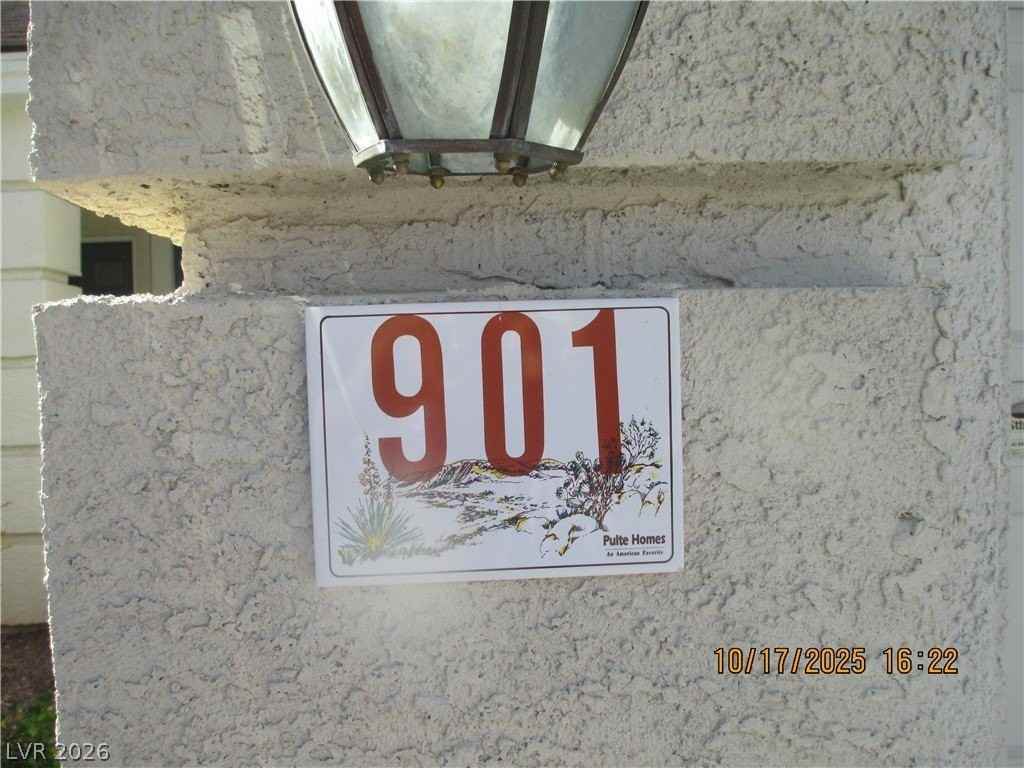 901
Pulte Homes
An American Favorite
10/17/2025 16:22
LVR 2026